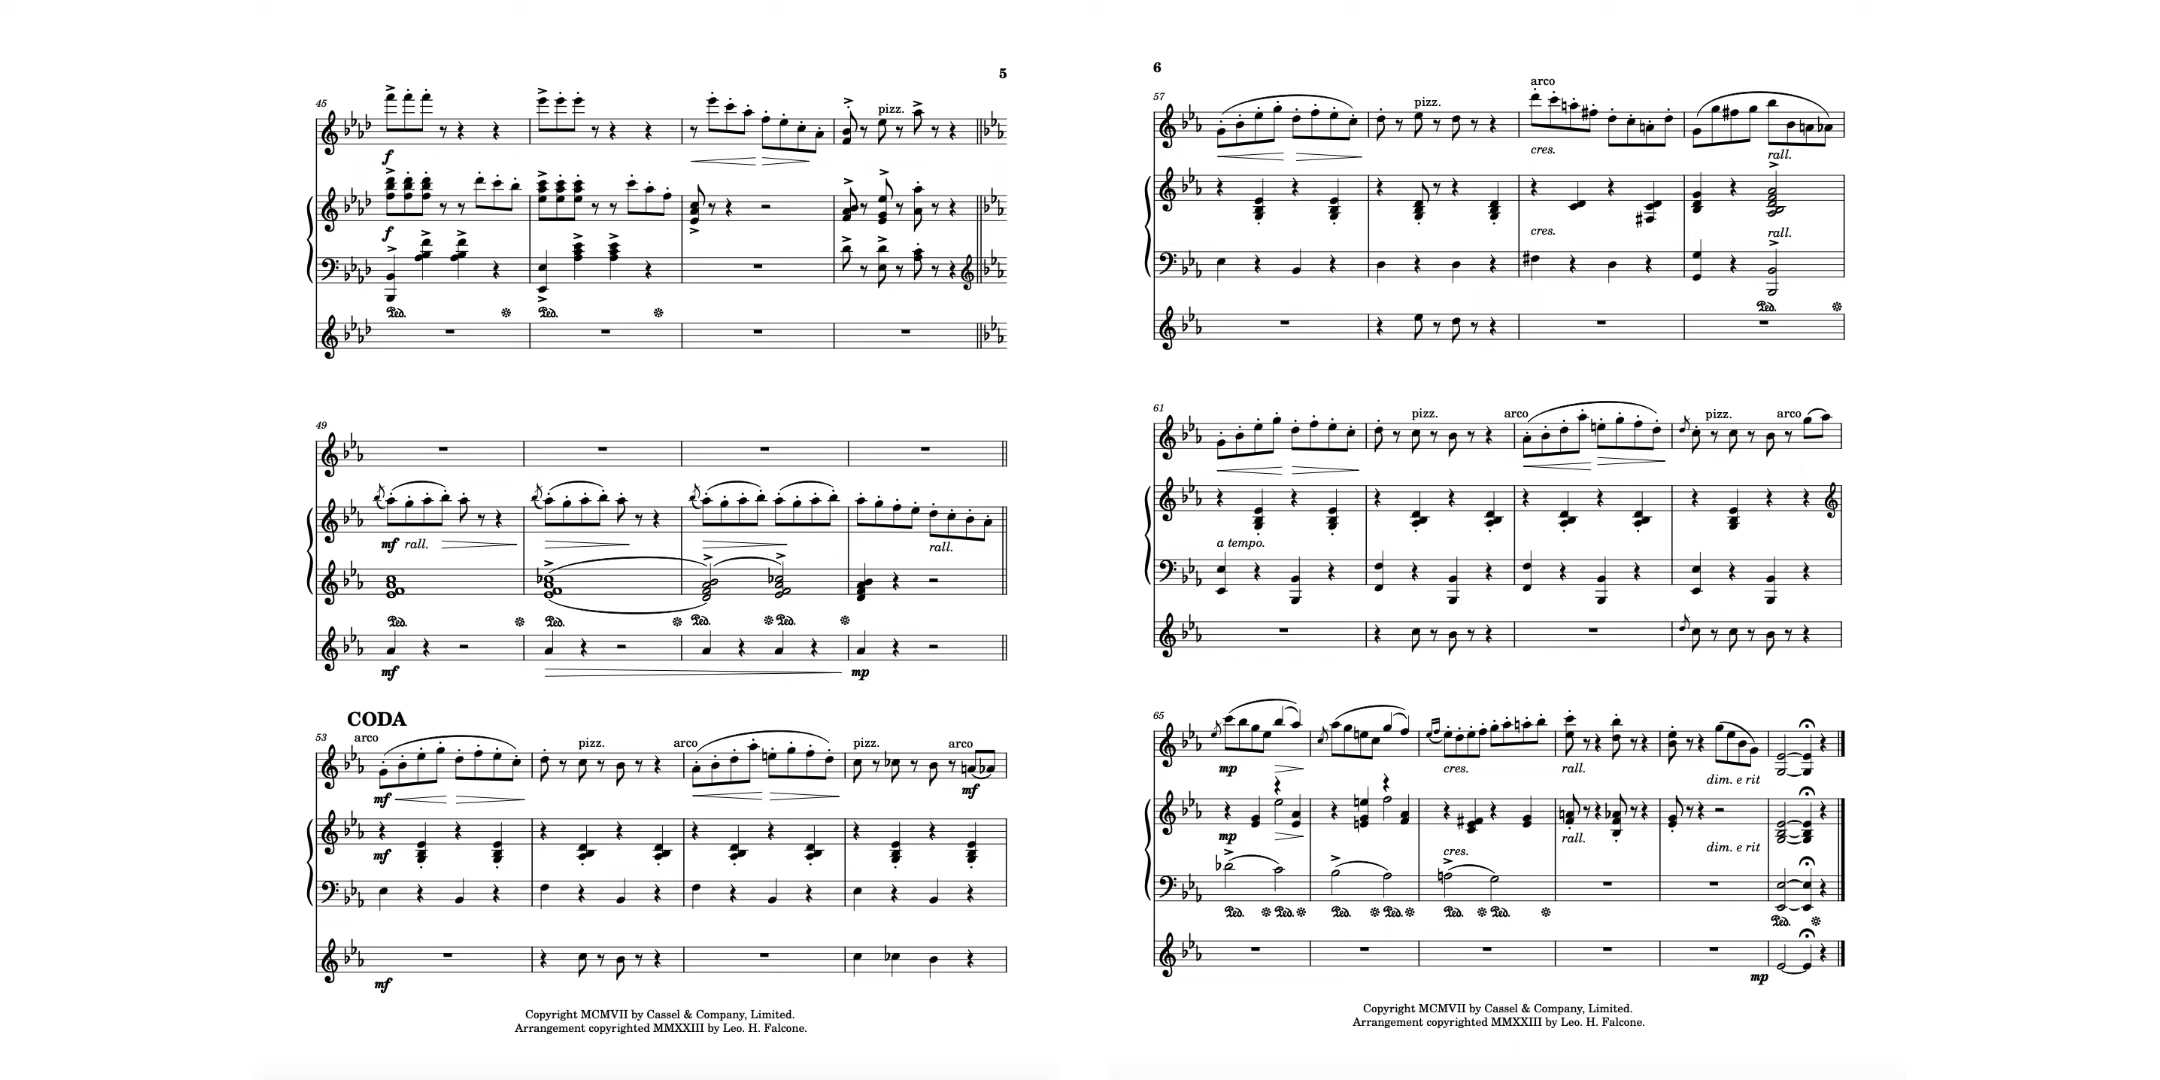 5
45
pizz.
f
f
Ped. Ped.
49
mf rall. rall.
Ped. Ped. Ped. Ped.
mf mp
CODA
53
arco pizz. arco pizz. arco
mf mf
mf
mf
Copyright MCMVII by Cassel & Company, Limited.
Arrangement copyrighted MMXXIII by Leo. H. Falcone.
6
57
pizz. arco
cres. rall.
cres. rall.
Ped.
61
pizz. arco pizz. arco
a tempo.
65
mp cres. rall. dim. e rit
mp cres. rall. dim. e rit
Ped. Ped. Ped. Ped. Ped. Ped. Ped.
mp
Copyright MCMVII by Cassel & Company, Limited.
Arrangement copyrighted MMXXIII by Leo. H. Falcone.